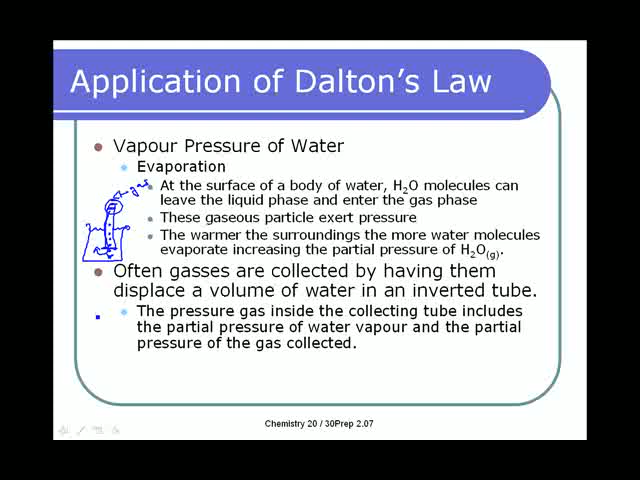 Application of Dalton's Law
Vapour Pressure of Water
Evaporation
gas
At the surface of a body of water, H₂O molecules can
leave the liquid phase and enter the gas phase
These gaseous particle exert pressure
The warmer the surroundings the more water molecules
evaporate increasing the partial pressure of H₂O(g).
Often gasses are collected by having them
displace a volume of water in an inverted tube.
The pressure gas inside the collecting tube includes
the partial pressure of water vapour and the partial
pressure of the gas collected.
Chemistry 20 / 30Prep 2.07